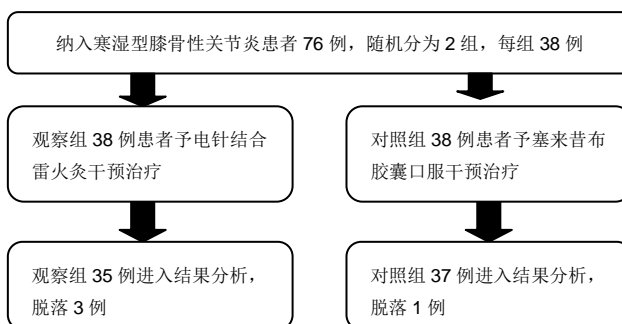 纳入寒湿型膝骨性关节炎患者 76 例，随机分为 2 组，每组 38 例
观察组 38 例患者予电针结合
雷火灸干预治疗
对照组 38 例患者予塞来昔布
胶囊口服干预治疗
观察组 35 例进入结果分析，
脱落 3 例
对照组 37 例进入结果分析，
脱落 1 例